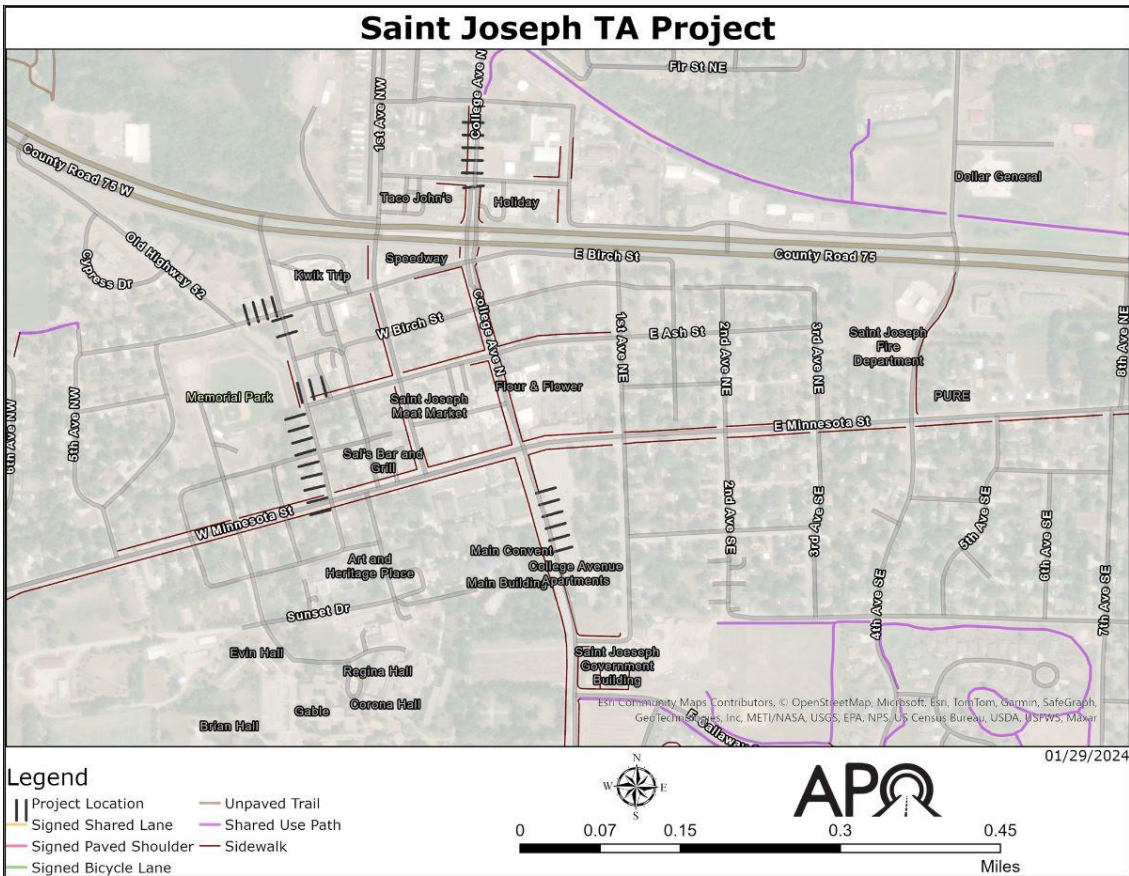 Saint Joseph TA Project
Fir St NE
College Ave N
1st Ave NW
County Road 75 W
Dollar General
Taco John's
Holiday
Old Highway 52
Cypress Dr
E Birch St
County Road 75
Speedway
Kwik Trip
W Birch St
College Ave N
1st Ave NE
E Ash St
2nd Ave NE
3rd Ave NE
Saint Joseph
Fire
Department
8th Ave NE
Memorial Park
Flour & Flower
Saint Joseph
Meat Market
PURE
6th Ave NW
5th Ave NW
E Minnesota St
Sal's Bar and
Grill
W Minnesota St
2nd Ave SE
3rd Ave SE
5th Ave SE
6th Ave SE
Art and
Heritage Place
Main Convent
College Avenue
Apartments
Main Building
Sunset Dr
4th Ave SE
7th Ave SE
Evin Hall
Regina Hall
Saint Joeseph
Government
Building
Corona Hall
Gable
Brian Hall
E Callaway
Esri Community Maps Contributors, © OpenStreetMap, Microsoft, Esri, TomTom, Garmin, SafeGraph,
GeoTechnologies, Inc, METI/NASA, USGS, EPA, NPS, US Census Bureau, USDA, USFWS, Maxar
01/29/2024
Legend
Project Location
Signed Shared Lane
Signed Paved Shoulder
Signed Bicycle Lane
Unpaved Trail
Shared Use Path
Sidewalk
N
W E
S
APO
0 0.07 0.15 0.3 0.45
Miles